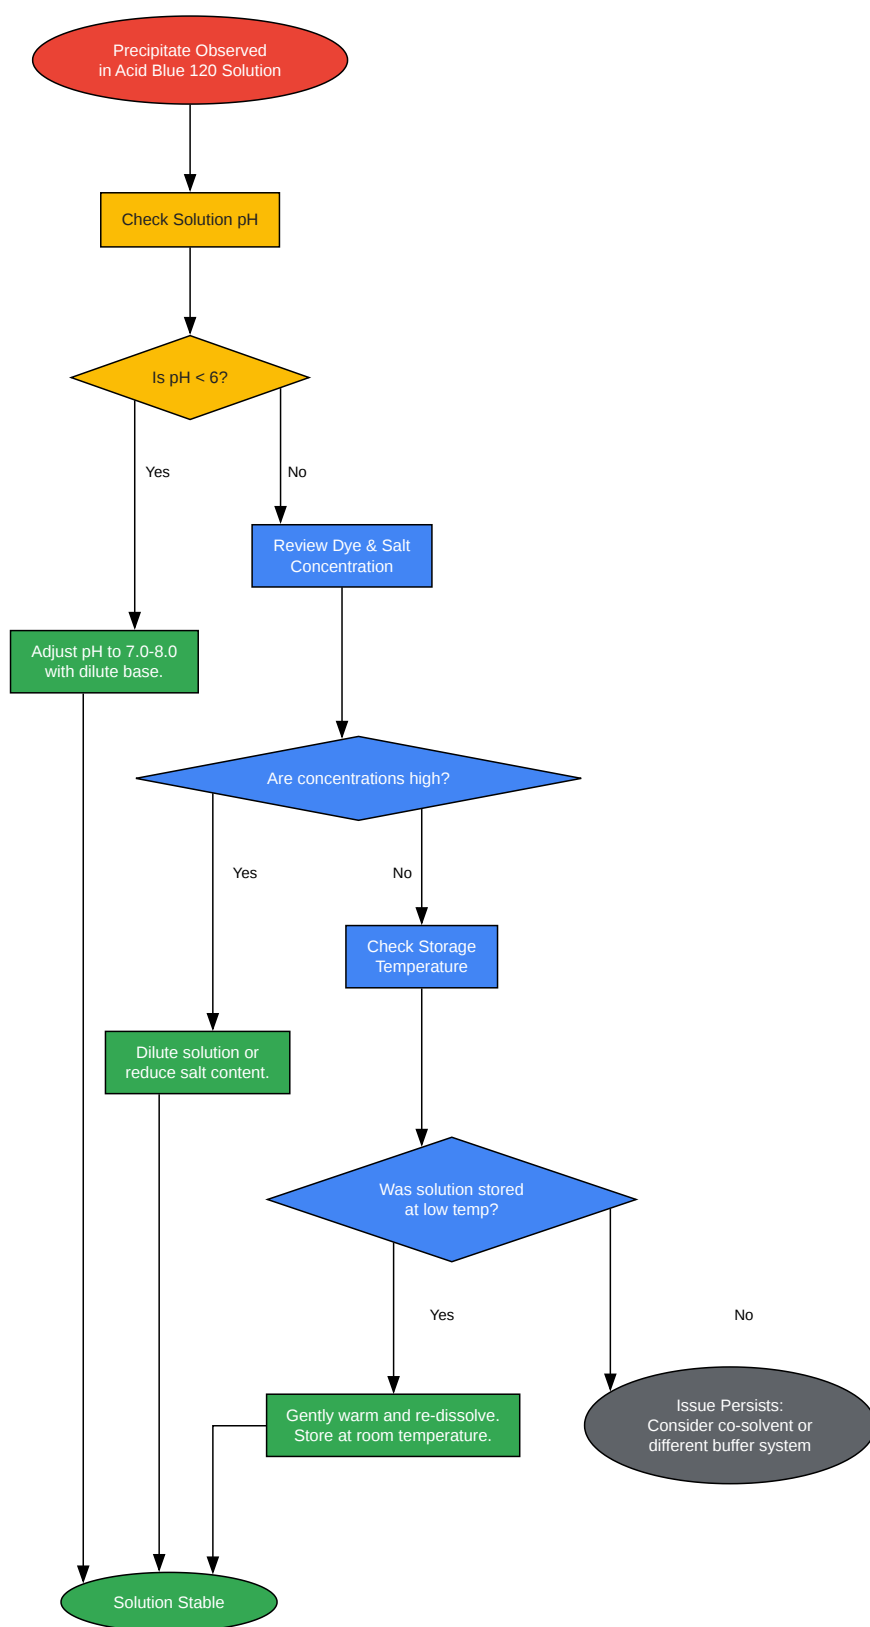 Precipitate Observed
in Acid Blue 120 Solution
Check Solution pH
Is pH < 6?
Yes
No
Review Dye & Salt
Concentration
Adjust pH to 7.0-8.0
with dilute base.
Are concentrations high?
Yes
No
Check Storage
Temperature
Dilute solution or
reduce salt content.
Was solution stored
at low temp?
Yes
No
Gently warm and re-dissolve.
Store at room temperature.
Issue Persists:
Consider co-solvent or
different buffer system
Solution Stable